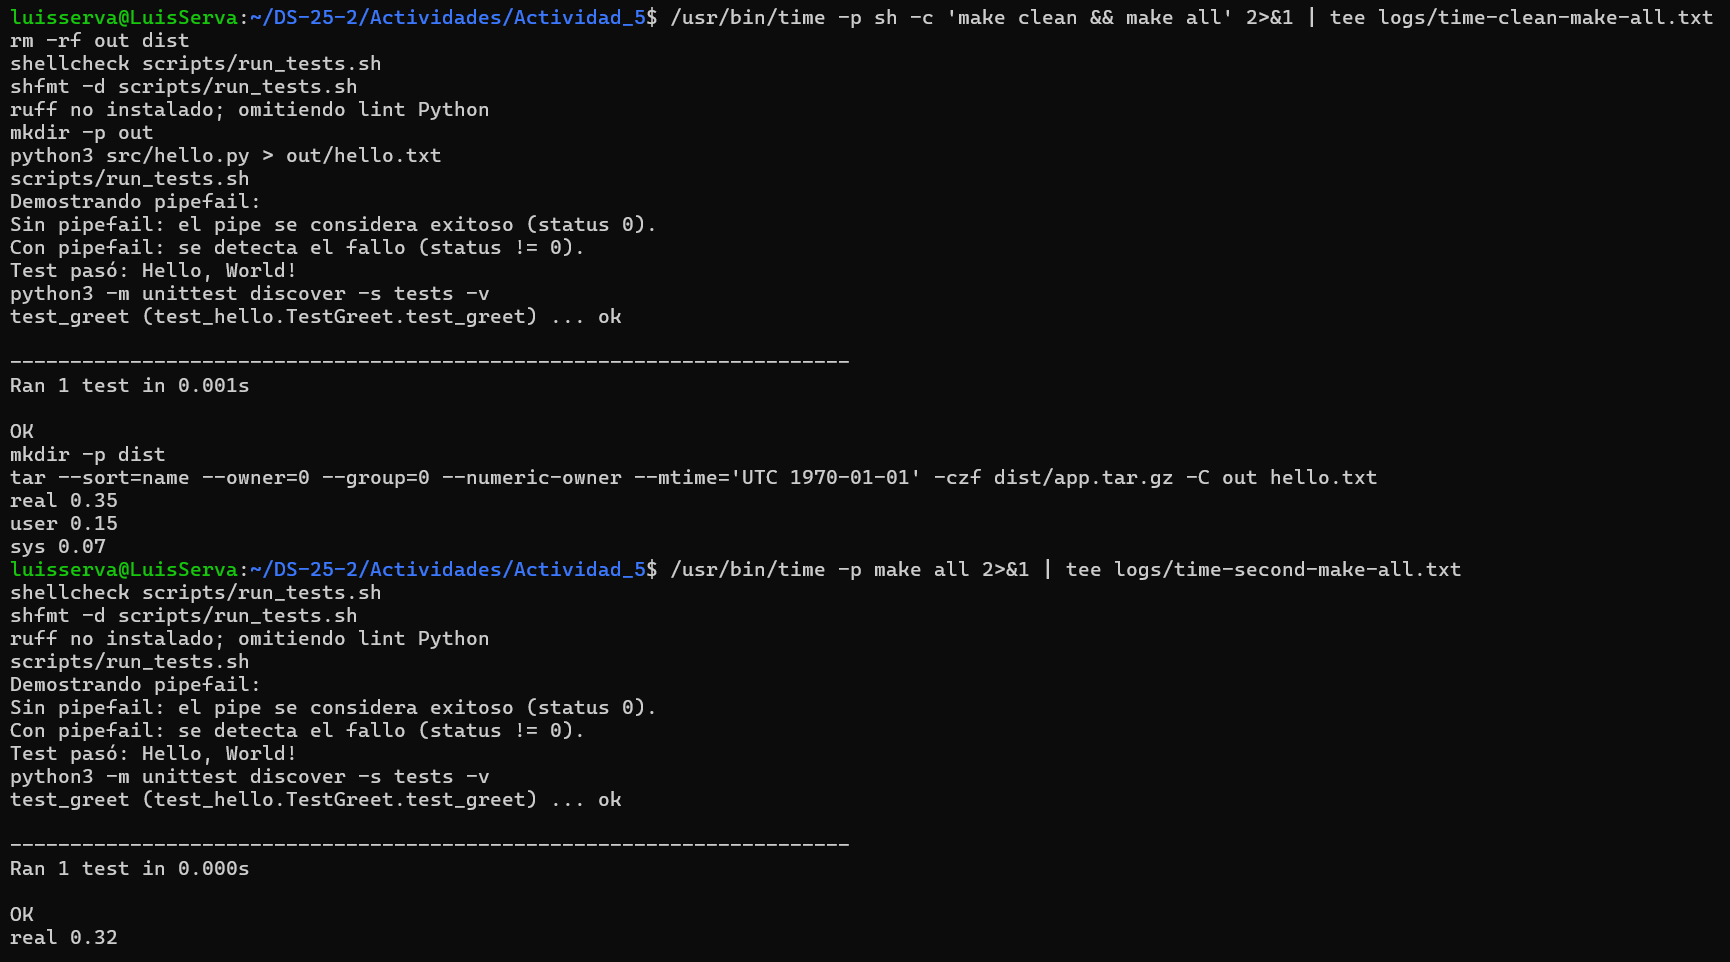 luisserva@LuisServa:~/DS-25-2/Actividades/Actividad_5$ /usr/bin/time -p sh -c 'make clean && make all' 2>&1 | tee logs/time-clean-make-all.txt
rm -rf out dist
shellcheck scripts/run_tests.sh
shfmt -d scripts/run_tests.sh
ruff no instalado; omitiendo lint Python
mkdir -p out
python3 src/hello.py > out/hello.txt
scripts/run_tests.sh
Demostrando pipefail:
Sin pipefail: el pipe se considera exitoso (status 0).
Con pipefail: se detecta el fallo (status != 0).
Test pasó: Hello, World!
python3 -m unittest discover -s tests -v
test_greet (test_hello.TestGreet.test_greet) ... ok

----------------------------------------------------------------------
Ran 1 test in 0.001s

OK
mkdir -p dist
tar --sort=name --owner=0 --group=0 --numeric-owner --mtime='UTC 1970-01-01' -czf dist/app.tar.gz -C out hello.txt
real 0.35
user 0.15
sys 0.07
luisserva@LuisServa:~/DS-25-2/Actividades/Actividad_5$ /usr/bin/time -p make all 2>&1 | tee logs/time-second-make-all.txt
shellcheck scripts/run_tests.sh
shfmt -d scripts/run_tests.sh
ruff no instalado; omitiendo lint Python
scripts/run_tests.sh
Demostrando pipefail:
Sin pipefail: el pipe se considera exitoso (status 0).
Con pipefail: se detecta el fallo (status != 0).
Test pasó: Hello, World!
python3 -m unittest discover -s tests -v
test_greet (test_hello.TestGreet.test_greet) ... ok

----------------------------------------------------------------------
Ran 1 test in 0.000s

OK
real 0.32